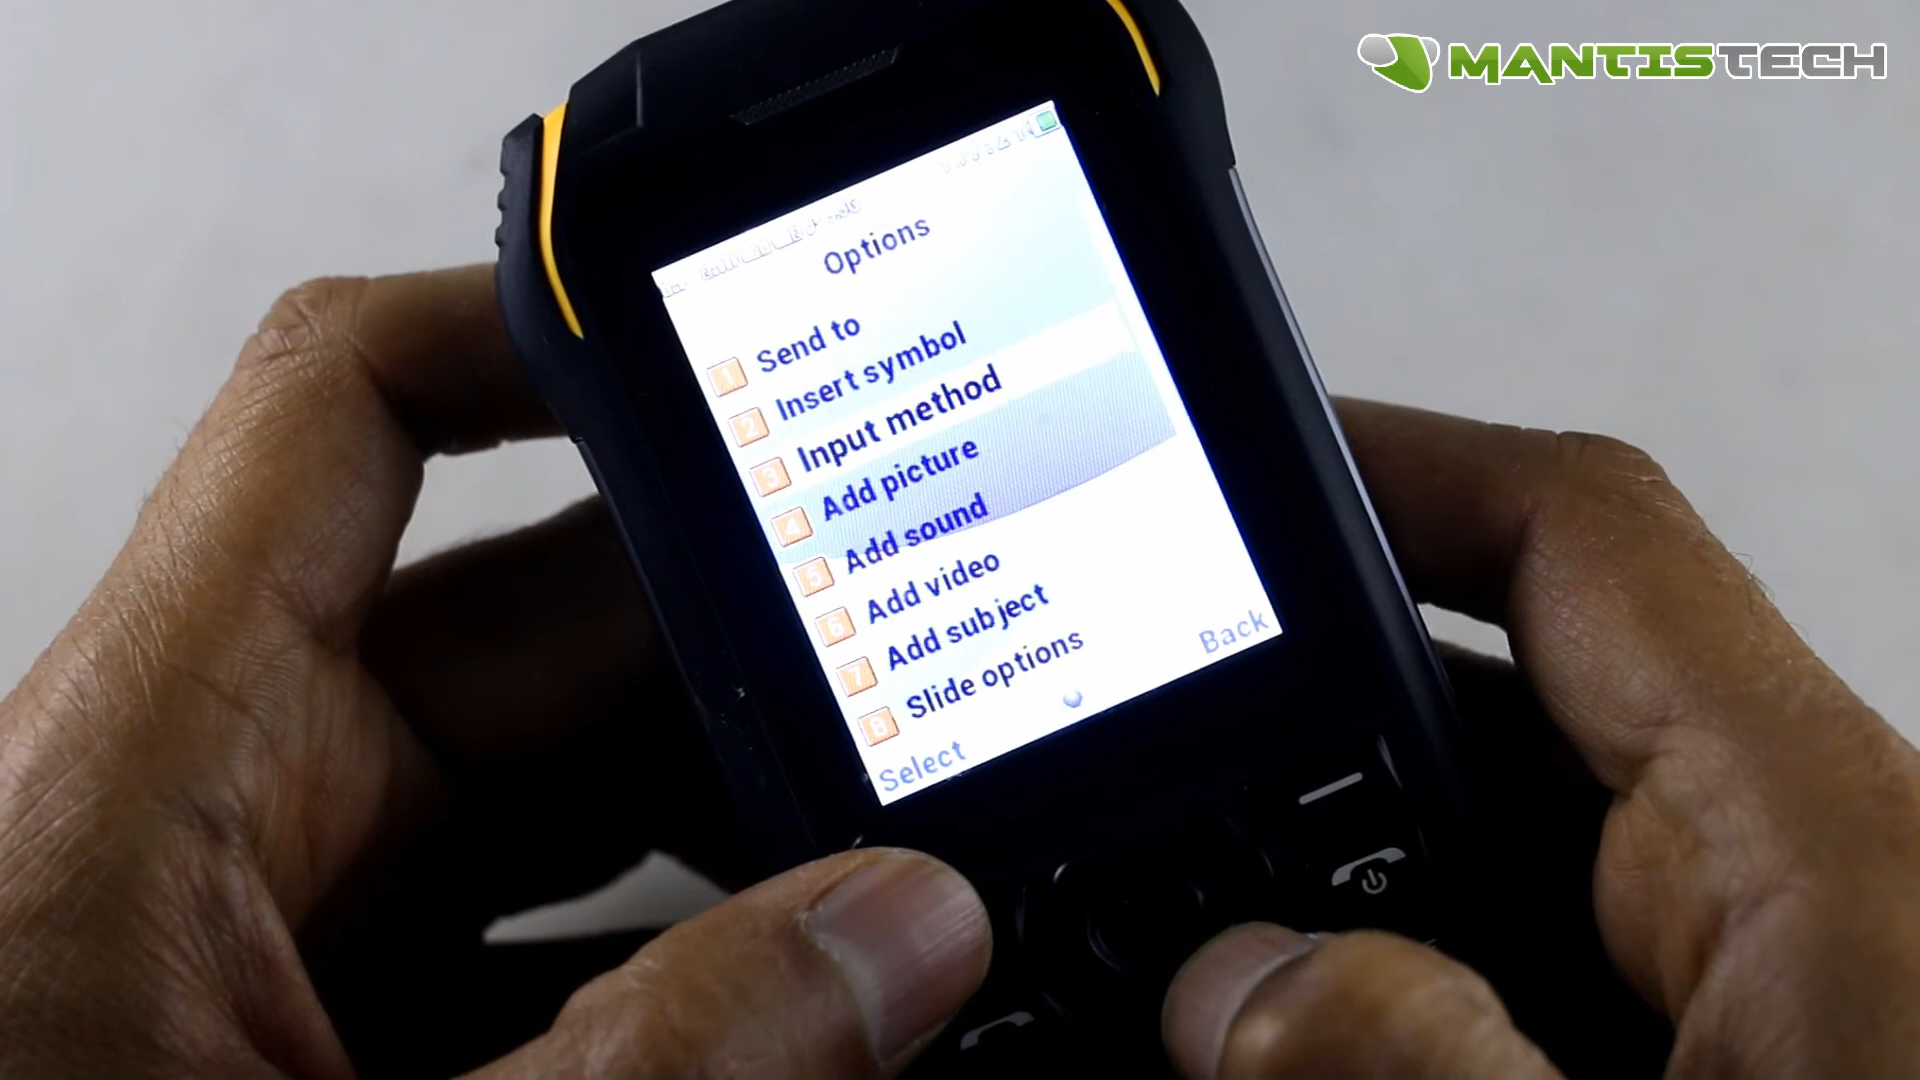 MANTISTECH
Options
1 Send to
2 Insert symbol
3 Input method
4 Add picture
5 Add sound
6 Add video
7 Add subject
8 Slide options
Select
Back